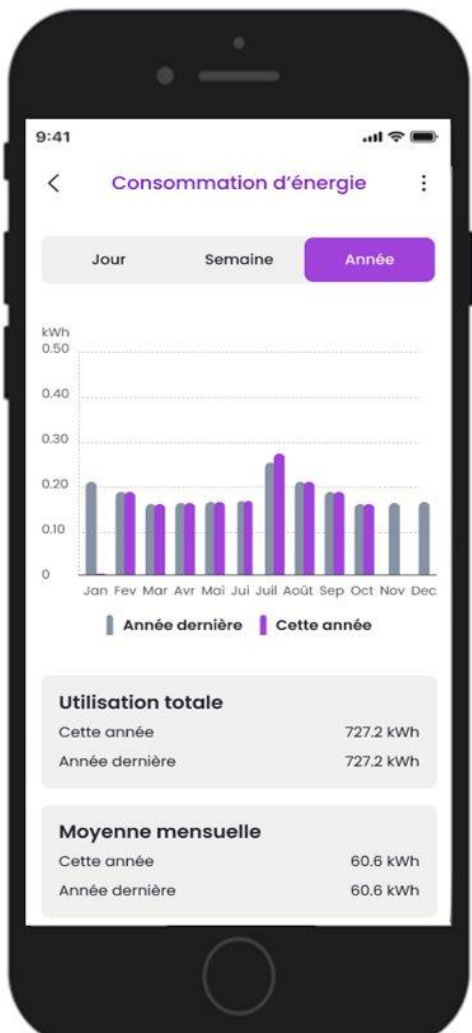 9:41
Consommation d'énergie
Jour Semaine Année
kWh
0.50
0.40
0.30
0.20
0.10
0
Jan Fev Mar Avr Mai Jui Juil Août Sep Oct Nov Dec
Année dernière Cette année
Utilisation totale
Cette année 727.2 kWh
Année dernière 727.2 kWh
Moyenne mensuelle
Cette année 60.6 kWh
Année dernière 60.6 kWh